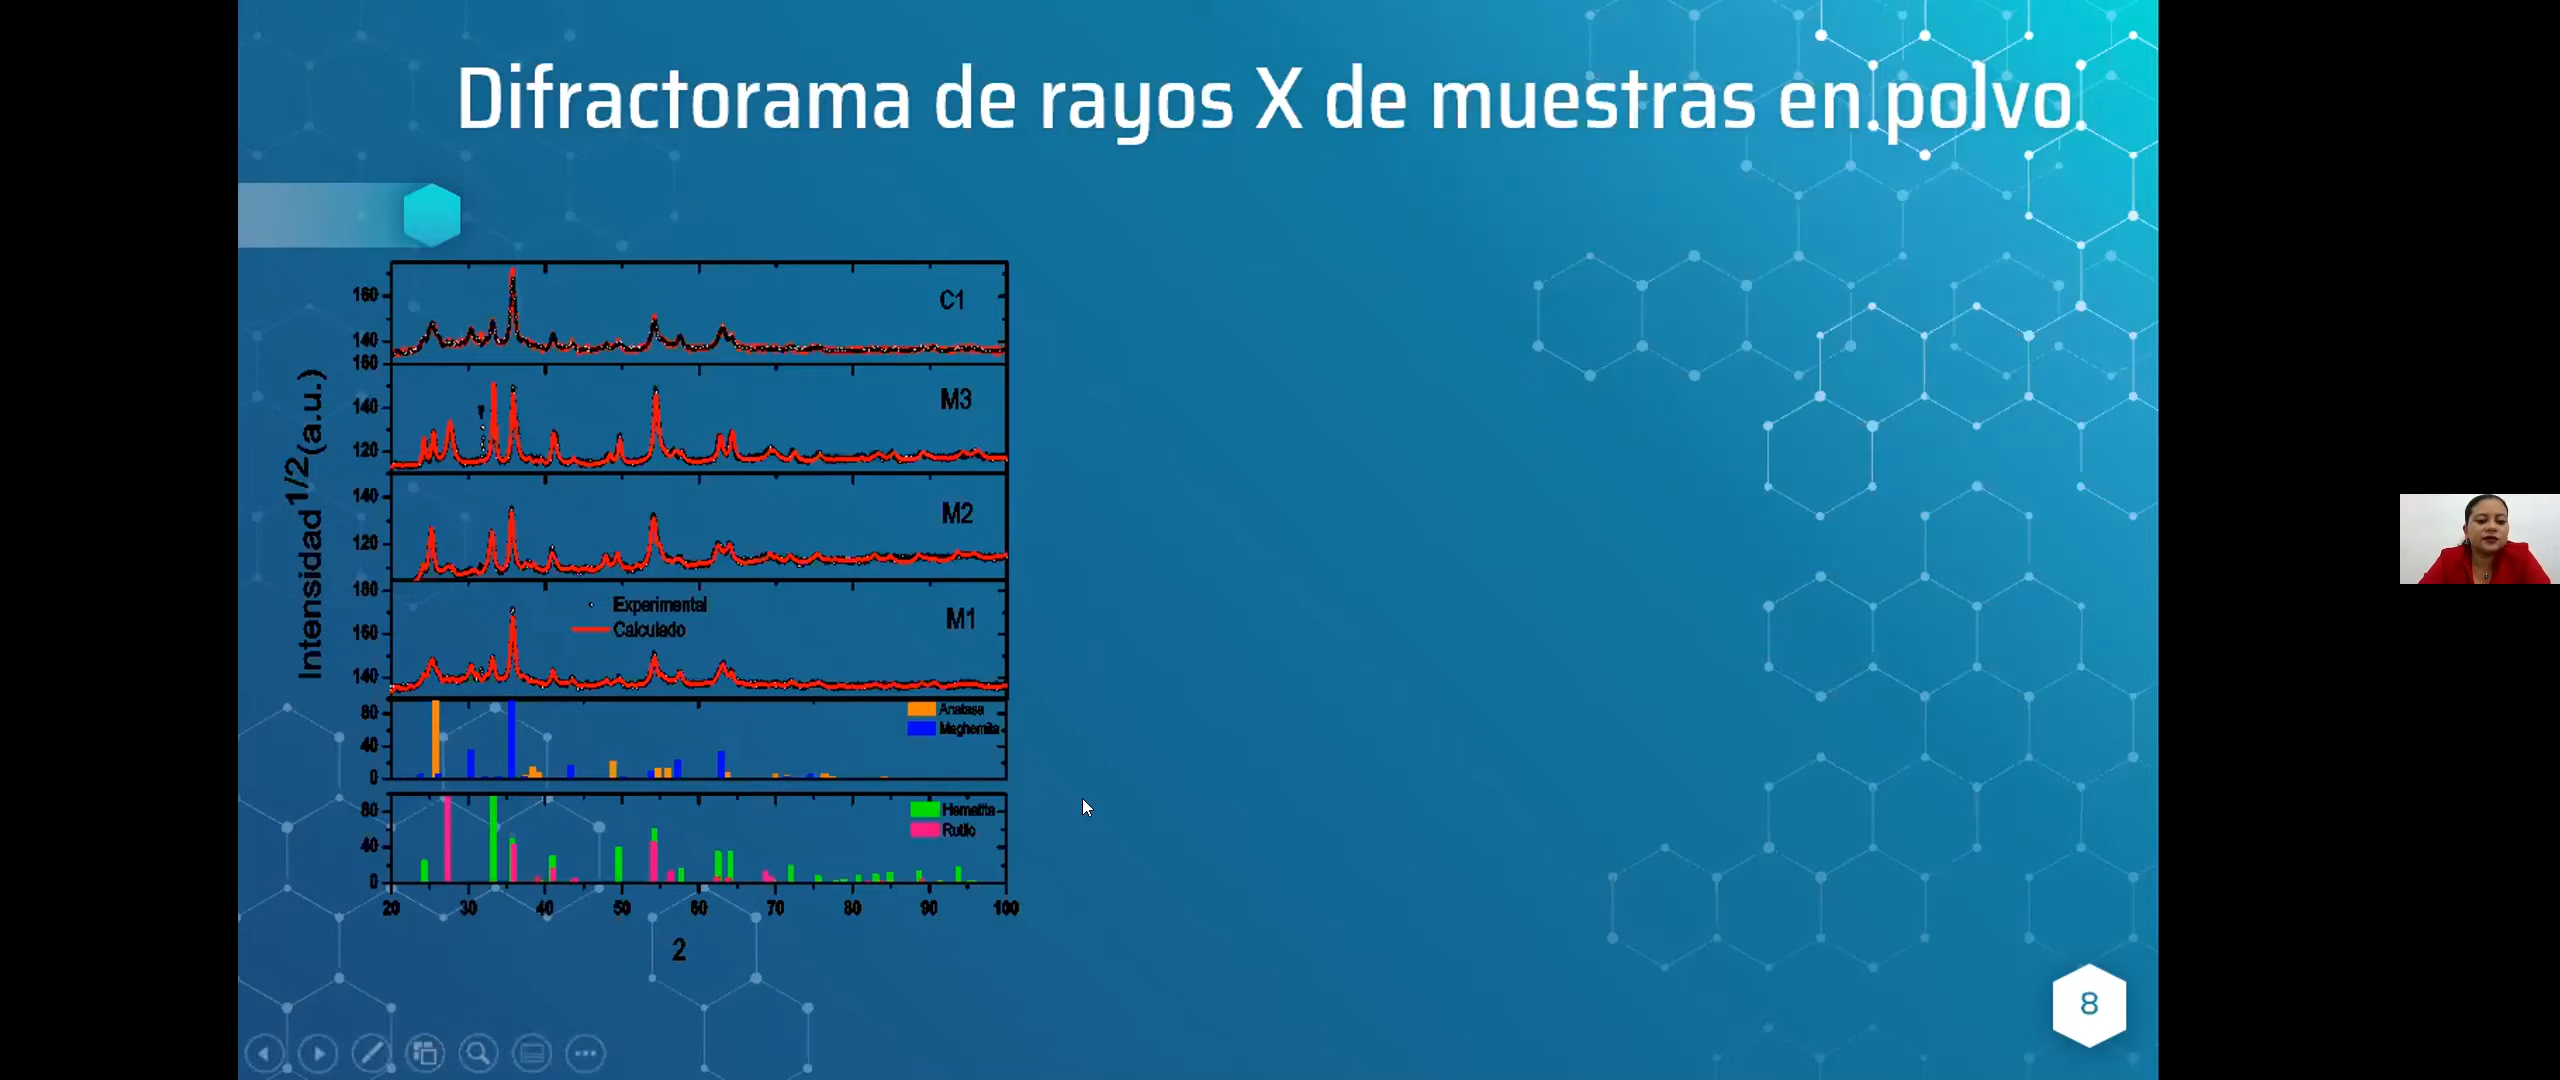 Difractorama de rayos X de muestras en polvo
Intensidad^1/2 (a.u.)
160
C1
140
160
M3
140
120
140
M2
120
180
Experimental
M1
160
Calculado
140
80
Anatasa
Maghemita
40
0
Hematita
80
Rutilo
40
0
20 30 40 50 60 70 80 90 100
2
8